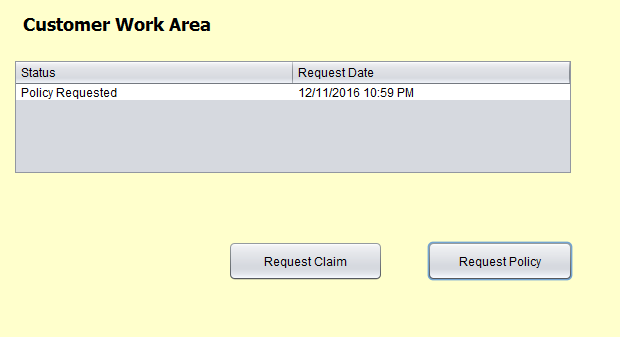 Customer Work Area
Status Request Date
Policy Requested 12/11/2016 10:59 PM
Request Claim Request Policy